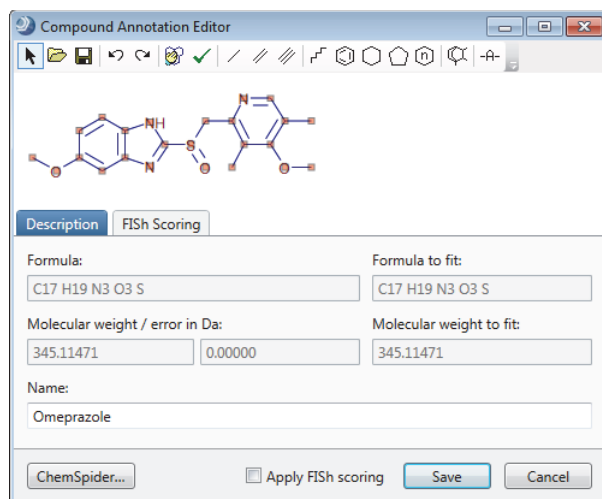 Compound Annotation Editor
n
-A-
N
NH
N
S
O
O
O
Description
FISh Scoring
Formula:
Formula to fit:
C17 H19 N3 O3 S
C17 H19 N3 O3 S
Molecular weight / error in Da:
Molecular weight to fit:
345.11471
0.00000
345.11471
Name:
Omeprazole
ChemSpider...
Apply FISh scoring
Save
Cancel